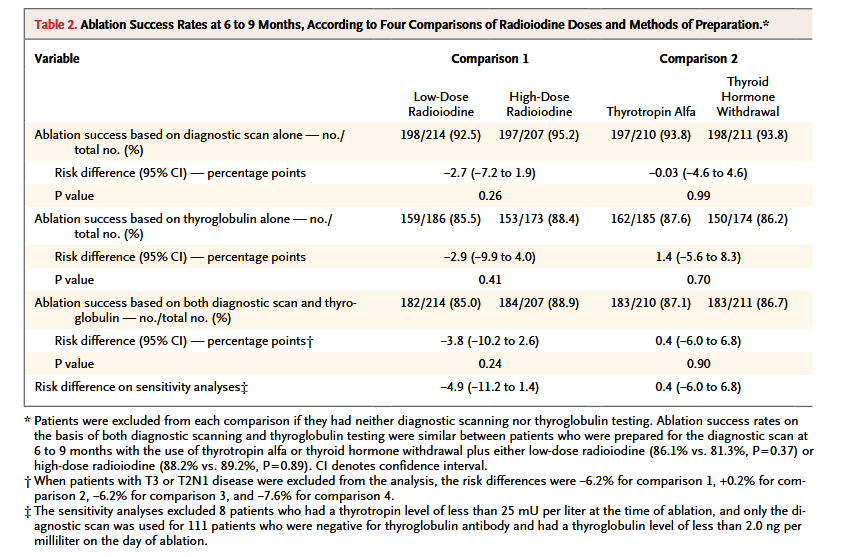 Table 2. Ablation Success Rates at 6 to 9 Months, According to Four Comparisons of Radioiodine Doses and Methods of Preparation.*
Variable Comparison 1 Comparison 2
Low-Dose Radioiodine High-Dose Radioiodine Thyrotropin Alfa Thyroid Hormone Withdrawal
Ablation success based on diagnostic scan alone — no./ 198/214 (92.5) 197/207 (95.2) 197/210 (93.8) 198/211 (93.8)
total no. (%)
Risk difference (95% CI) — percentage points −2.7 (−7.2 to 1.9) −0.03 (−4.6 to 4.6)
P value 0.26 0.99
Ablation success based on thyroglobulin alone — no./ 159/186 (85.5) 153/173 (88.4) 162/185 (87.6) 150/174 (86.2)
total no. (%)
Risk difference (95% CI) — percentage points −2.9 (−9.9 to 4.0) 1.4 (−5.6 to 8.3)
P value 0.41 0.70
Ablation success based on both diagnostic scan and thyro- 182/214 (85.0) 184/207 (88.9) 183/210 (87.1) 183/211 (86.7)
globulin — no./total no. (%)
Risk difference (95% CI) — percentage points† −3.8 (−10.2 to 2.6) 0.4 (−6.0 to 6.8)
P value 0.24 0.90
Risk difference on sensitivity analyses‡ −4.9 (−11.2 to 1.4) 0.4 (−6.0 to 6.8)
* Patients were excluded from each comparison if they had neither diagnostic scanning nor thyroglobulin testing. Ablation success rates on
the basis of both diagnostic scanning and thyroglobulin testing were similar between patients who were prepared for the diagnostic scan at
6 to 9 months with the use of thyrotropin alfa or thyroid hormone withdrawal plus either low-dose radioiodine (86.1% vs. 81.3%, P=0.37) or
high-dose radioiodine (88.2% vs. 89.2%, P=0.89). CI denotes confidence interval.
† When patients with T3 or T2N1 disease were excluded from the analysis, the risk differences were −6.2% for comparison 1, +0.2% for com-
parison 2, −6.2% for comparison 3, and −7.6% for comparison 4.
‡ The sensitivity analyses excluded 8 patients who had a thyrotropin level of less than 25 mU per liter at the time of ablation, and only the di-
agnostic scan was used for 111 patients who were negative for thyroglobulin antibody and had a thyroglobulin level of less than 2.0 ng per
milliliter on the day of ablation.